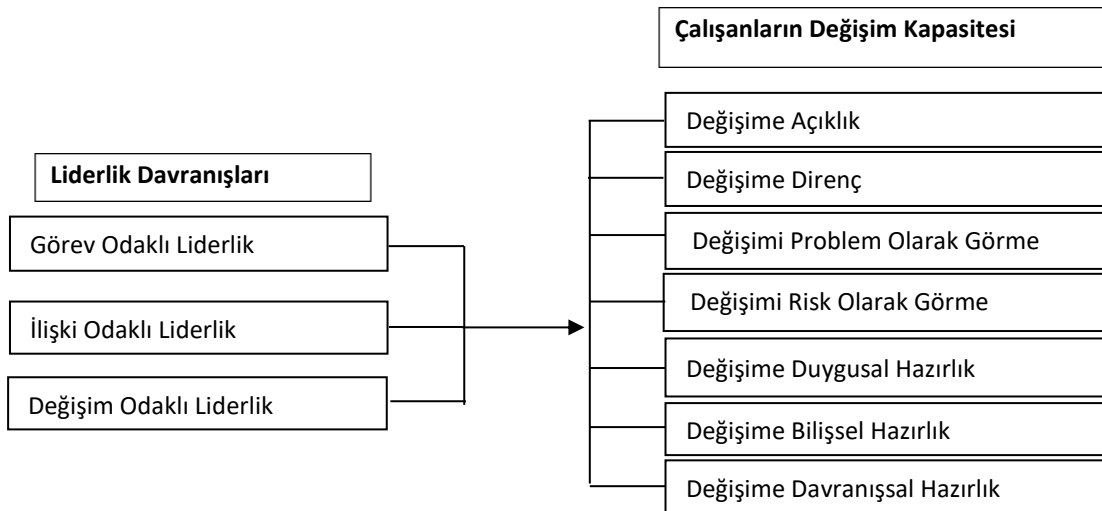 Liderlik Davranışları
Görev Odaklı Liderlik
İlişki Odaklı Liderlik
Değişim Odaklı Liderlik
Çalışanların Değişim Kapasitesi
Değişime Açıklık
Değişime Direnç
Değişimi Problem Olarak Görme
Değişimi Risk Olarak Görme
Değişime Duygusal Hazırlık
Değişime Bilişsel Hazırlık
Değişime Davranışsal Hazırlık